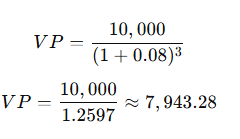 VP = 10,000 / (1 + 0.08)³
VP = 10,000 / 1.2597 ≈ 7,943.28